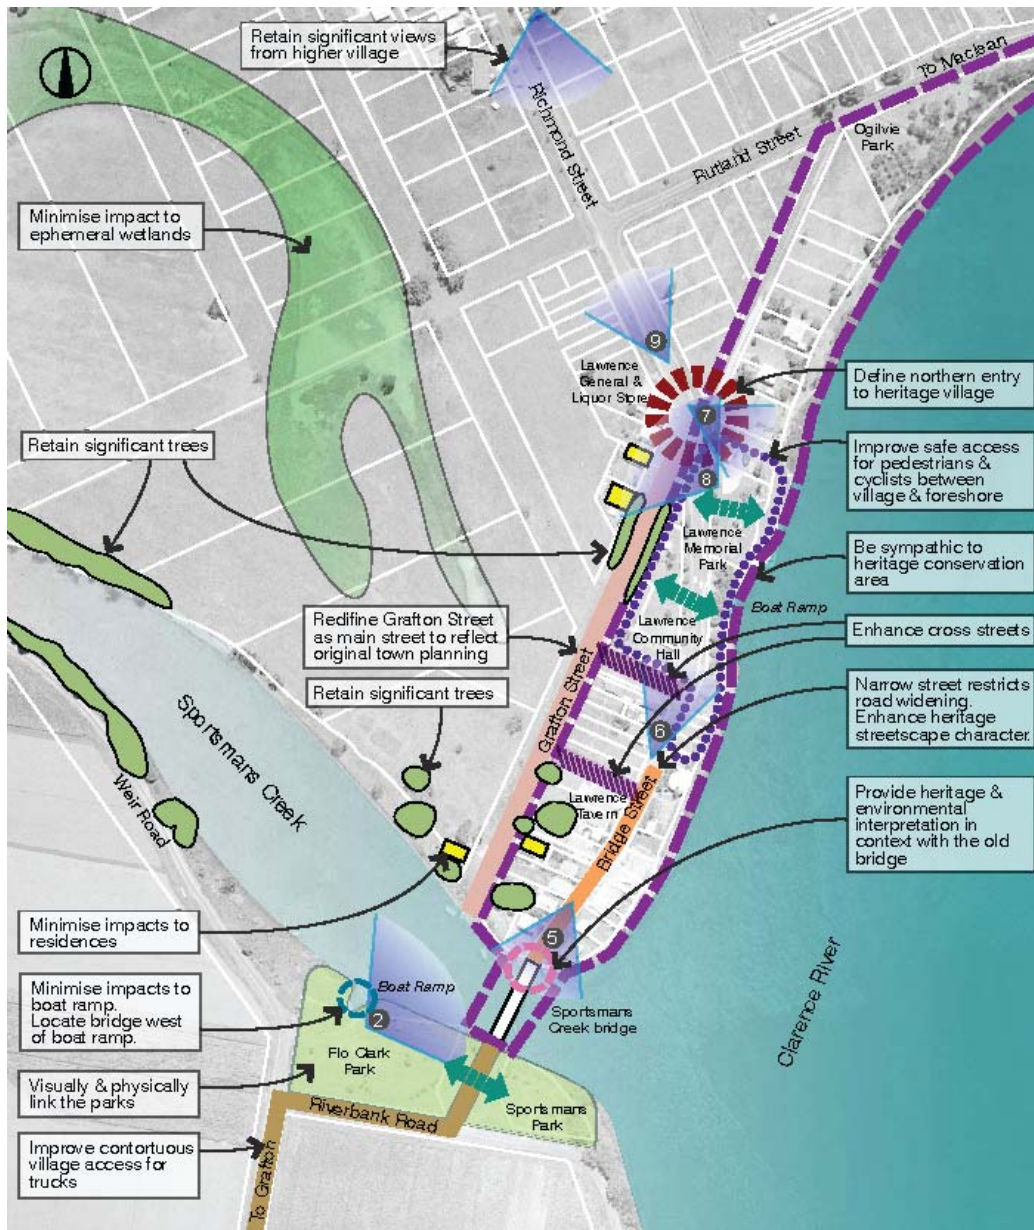 Retain significant views
from higher village
To Maclean
Richmond Street
Rutland Street
Ogilvie
Park
Minimise impact to
ephemeral wetlands
9
Lawrence
General &
Liquor Store
Define northern entry
to heritage village
7
Retain significant trees
Improve safe access
for pedestrians &
cyclists between
village & foreshore
8
Lawrence
Memorial
Park
Be sympathic to
heritage conservation
area
Boat Ramp
Redifine Grafton Street
as main street to reflect
original town planning
Lawrence
Community
Hall
Enhance cross streets
Retain significant trees
Grafton Street
Narrow street restricts
road widening.
Enhance heritage
streetscape character.
6
Sportsmans Creek
Weir Road
Lawrence
Tavern
Bridge Street
Provide heritage &
environmental
interpretation in
context with the old
bridge
Minimise impacts to
residences
5
Clarence River
Minimise impacts to
boat ramp.
Locate bridge west
of boat ramp.
Boat Ramp
2
Sportsmans
Creek bridge
Flo Clark
Park
Visually & physically
link the parks
Riverbank Road
Sportsmans
Park
Improve contortuous
village access for
trucks
To Grafton